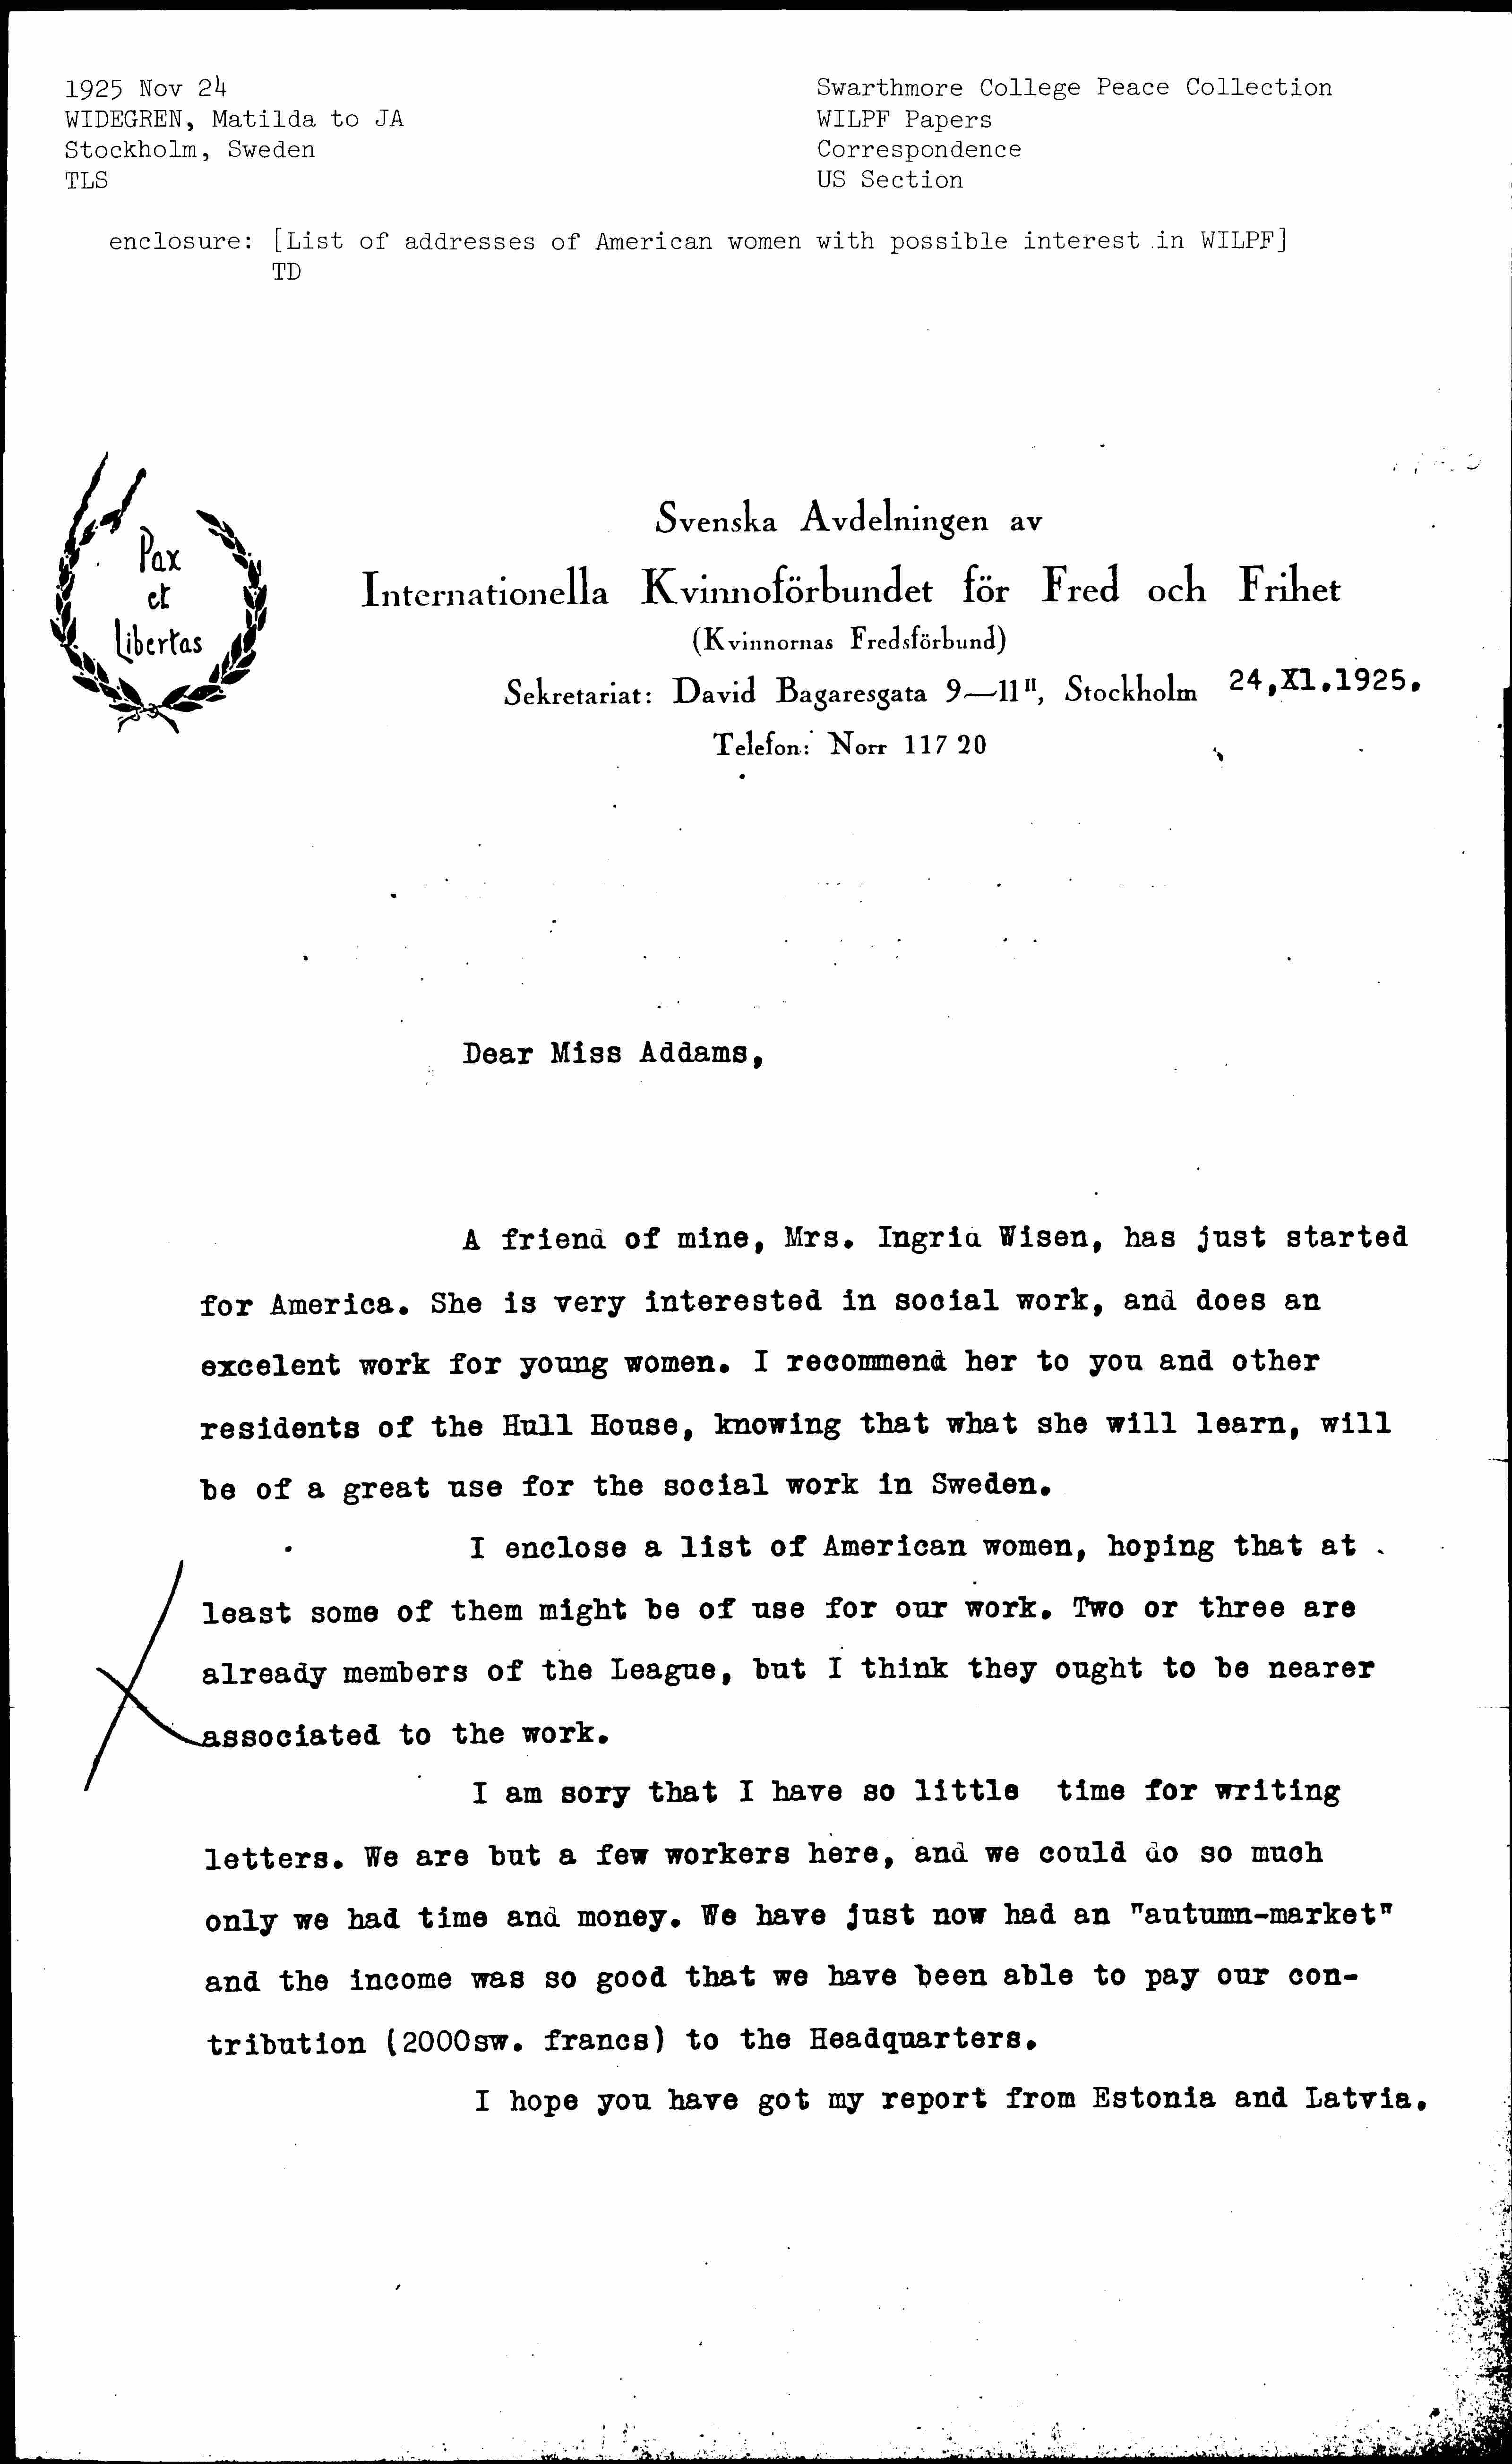 1925 Nov 24
WIDEGREN, Matilda to JA
Stockholm, Sweden
TLS
Swarthmore College Peace Collection
WILPF Papers
Correspondence
US Section
enclosure: [List of addresses of American women with possible interest in WILPF]
TD
Pax
et
Libertas
Svenska Avdelningen av
Internationella Kvinnoförbundet för Fred och Frihet
(Kvinnornas Fredsförbund)
Sekretariat: David Bagaresgata 9—11 II, Stockholm 24,X1.1925.
Telefon: Norr 117 20
Dear Miss Addams,
A friend of mine, Mrs. Ingrid Wisen, has just started
for America. She is very interested in social work, and does an
excelent work for young women. I recommend her to you and other
residents of the Hull House, knowing that what she will learn, will
be of a great use for the social work in Sweden.
I enclose a list of American women, hoping that at
least some of them might be of use for our work. Two or three are
already members of the League, but I think they ought to be nearer
associated to the work.
I am sory that I have so little time for writing
letters. We are but a few workers here, and we could do so much
only we had time and money. We have just now had an "autumn-market"
and the income was so good that we have been able to pay our con-
tribution (2000sw. francs) to the Headquarters.
I hope you have got my report from Estonia and Latvia.